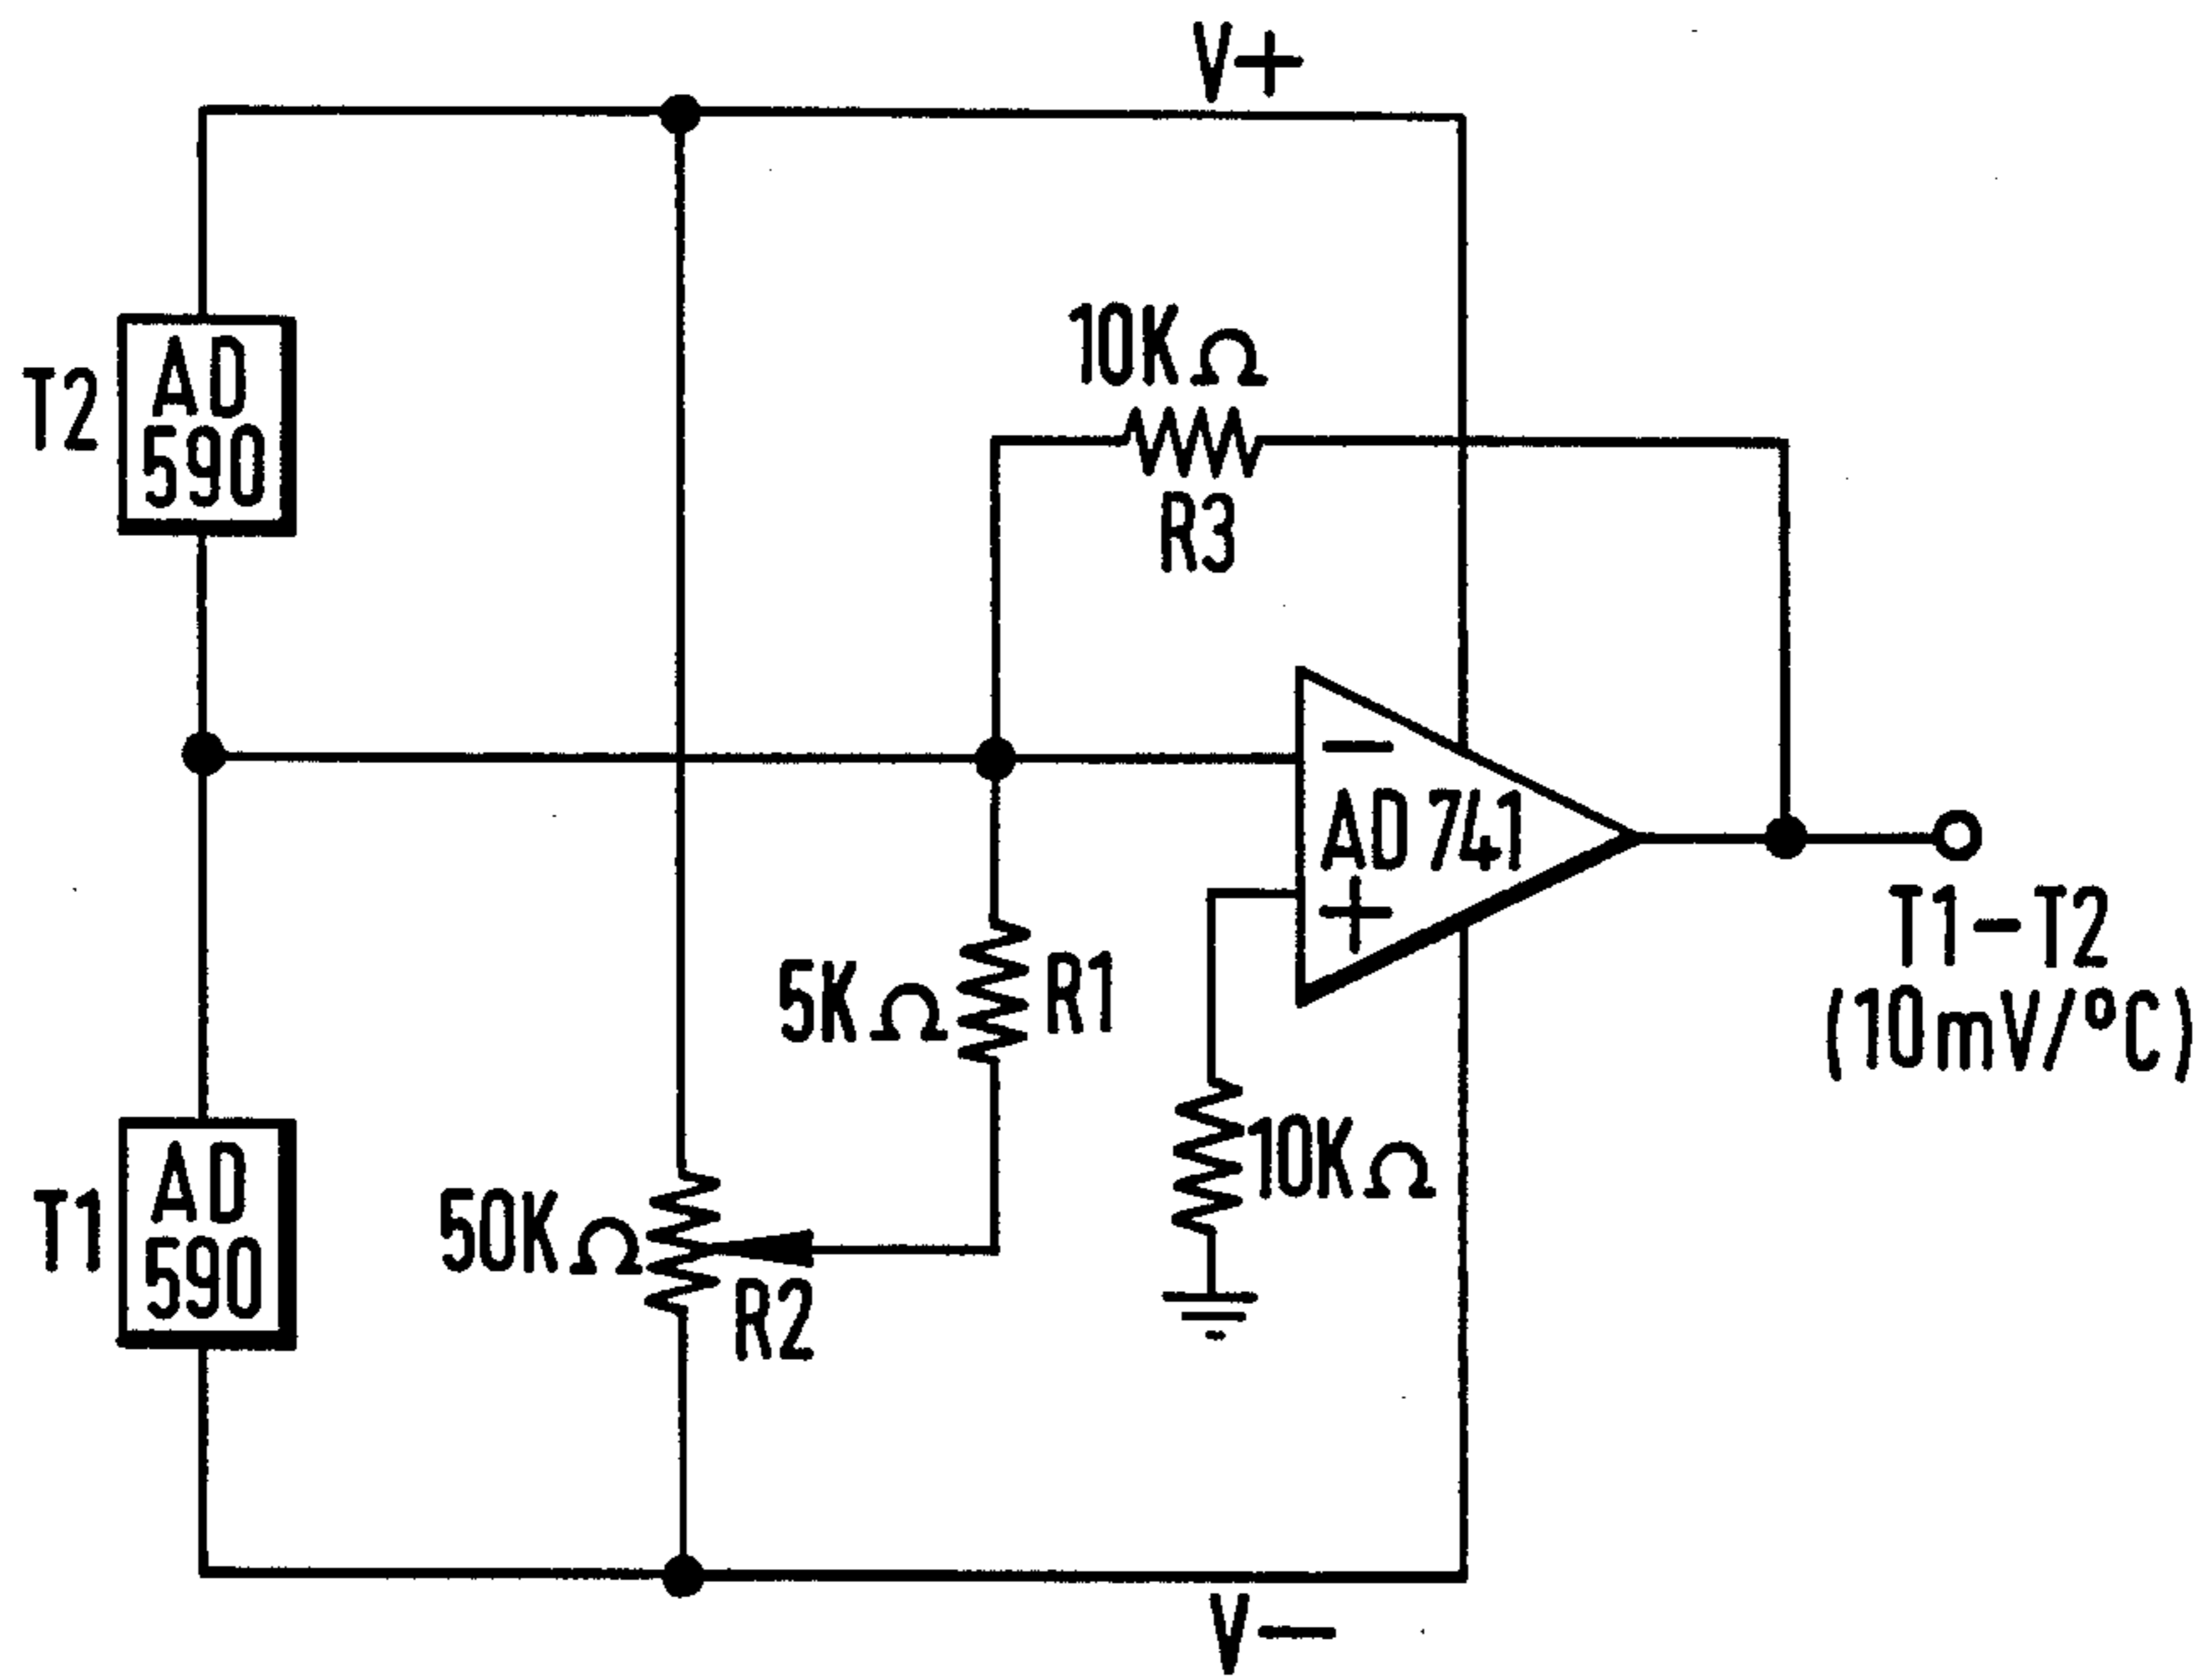 V+
10KΩ
R3
T2
AD
590
−
AD 741
+
T1−T2
(10mV/°C)
5KΩ
R1
10KΩ
T1
AD
590
50KΩ
R2
V−